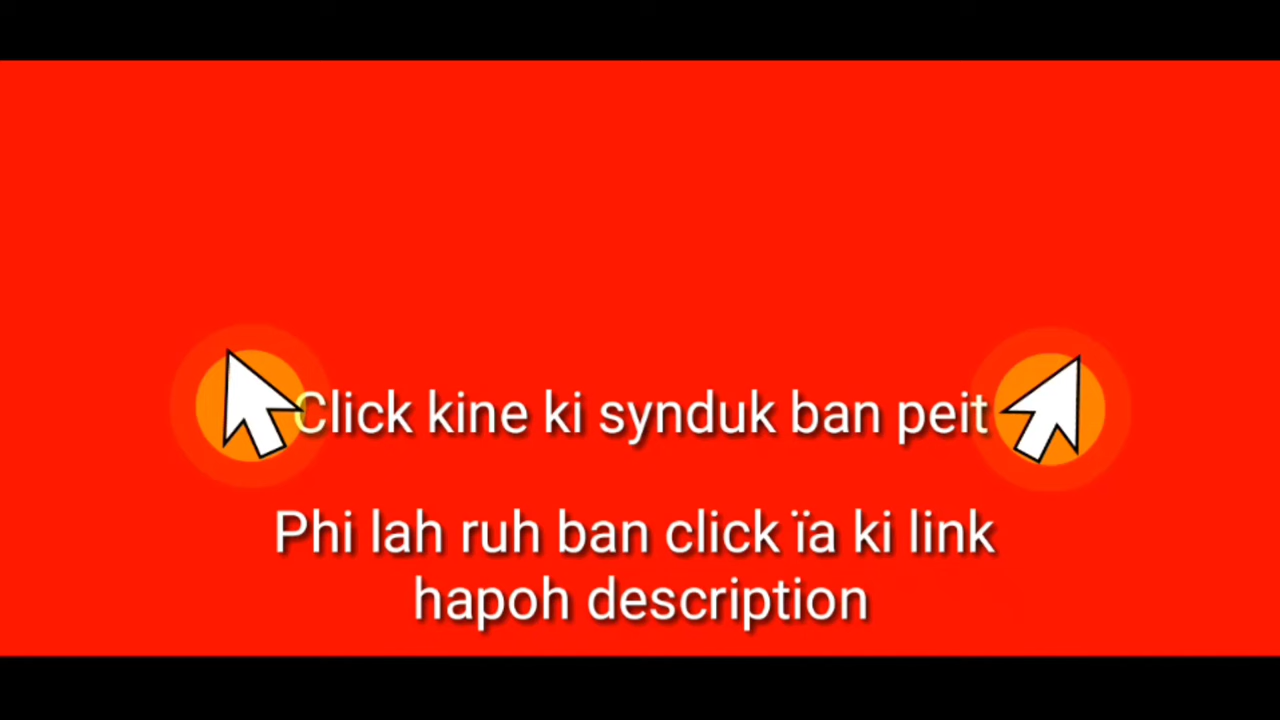 Click kine ki synduk ban peit
Phi lah ruh ban click ïa ki link
hapoh description